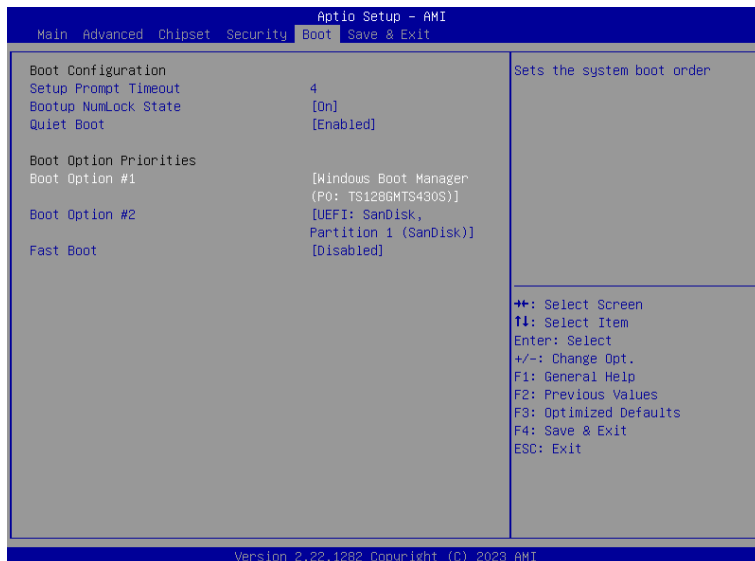 Aptio Setup – AMI
Main Advanced Chipset Security Boot Save & Exit
Boot Configuration
Setup Prompt Timeout 4
Bootup NumLock State [On]
Quiet Boot [Enabled]
Boot Option Priorities
Boot Option #1 [Windows Boot Manager
(P0: TS128GMTS430S)]
Boot Option #2 [UEFI: SanDisk,
Partition 1 (SanDisk)]
Fast Boot [Disabled]
Sets the system boot order
→←: Select Screen
↑↓: Select Item
Enter: Select
+/-: Change Opt.
F1: General Help
F2: Previous Values
F3: Optimized Defaults
F4: Save & Exit
ESC: Exit
Version 2.22.1282 Copyright (C) 2023 AMI